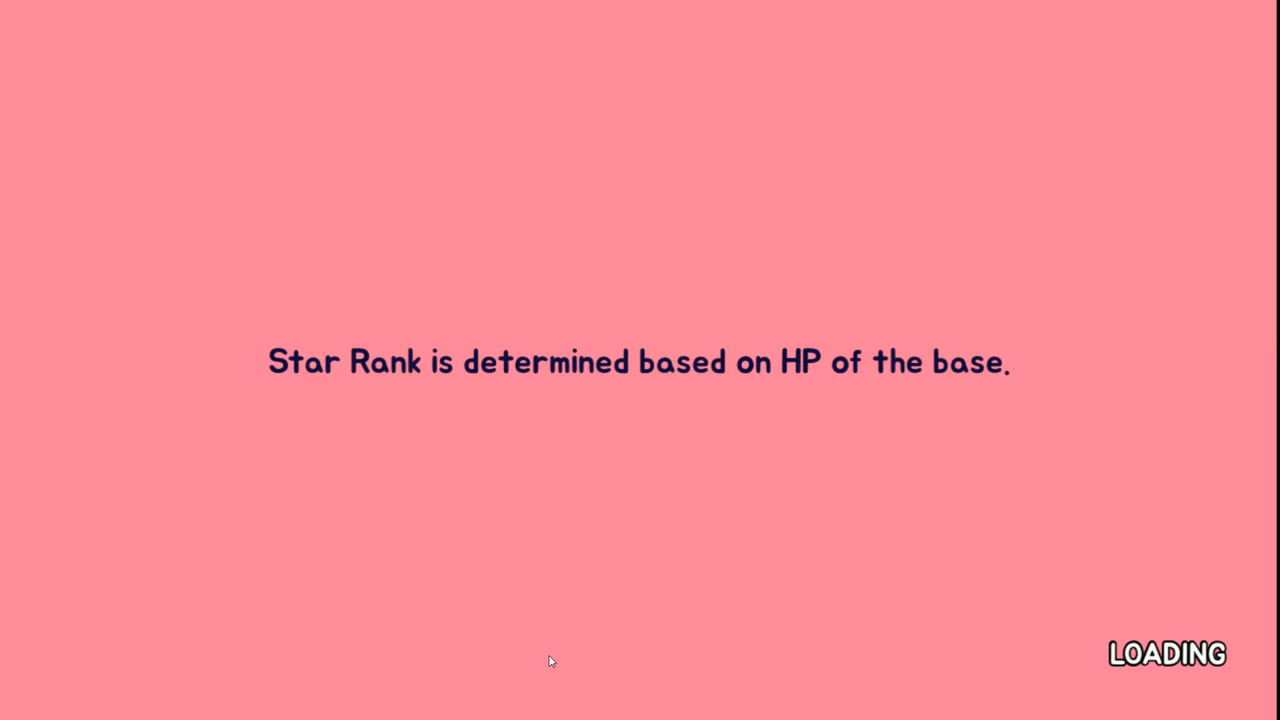 Star Rank is determined based on HP of the base.
LOADING